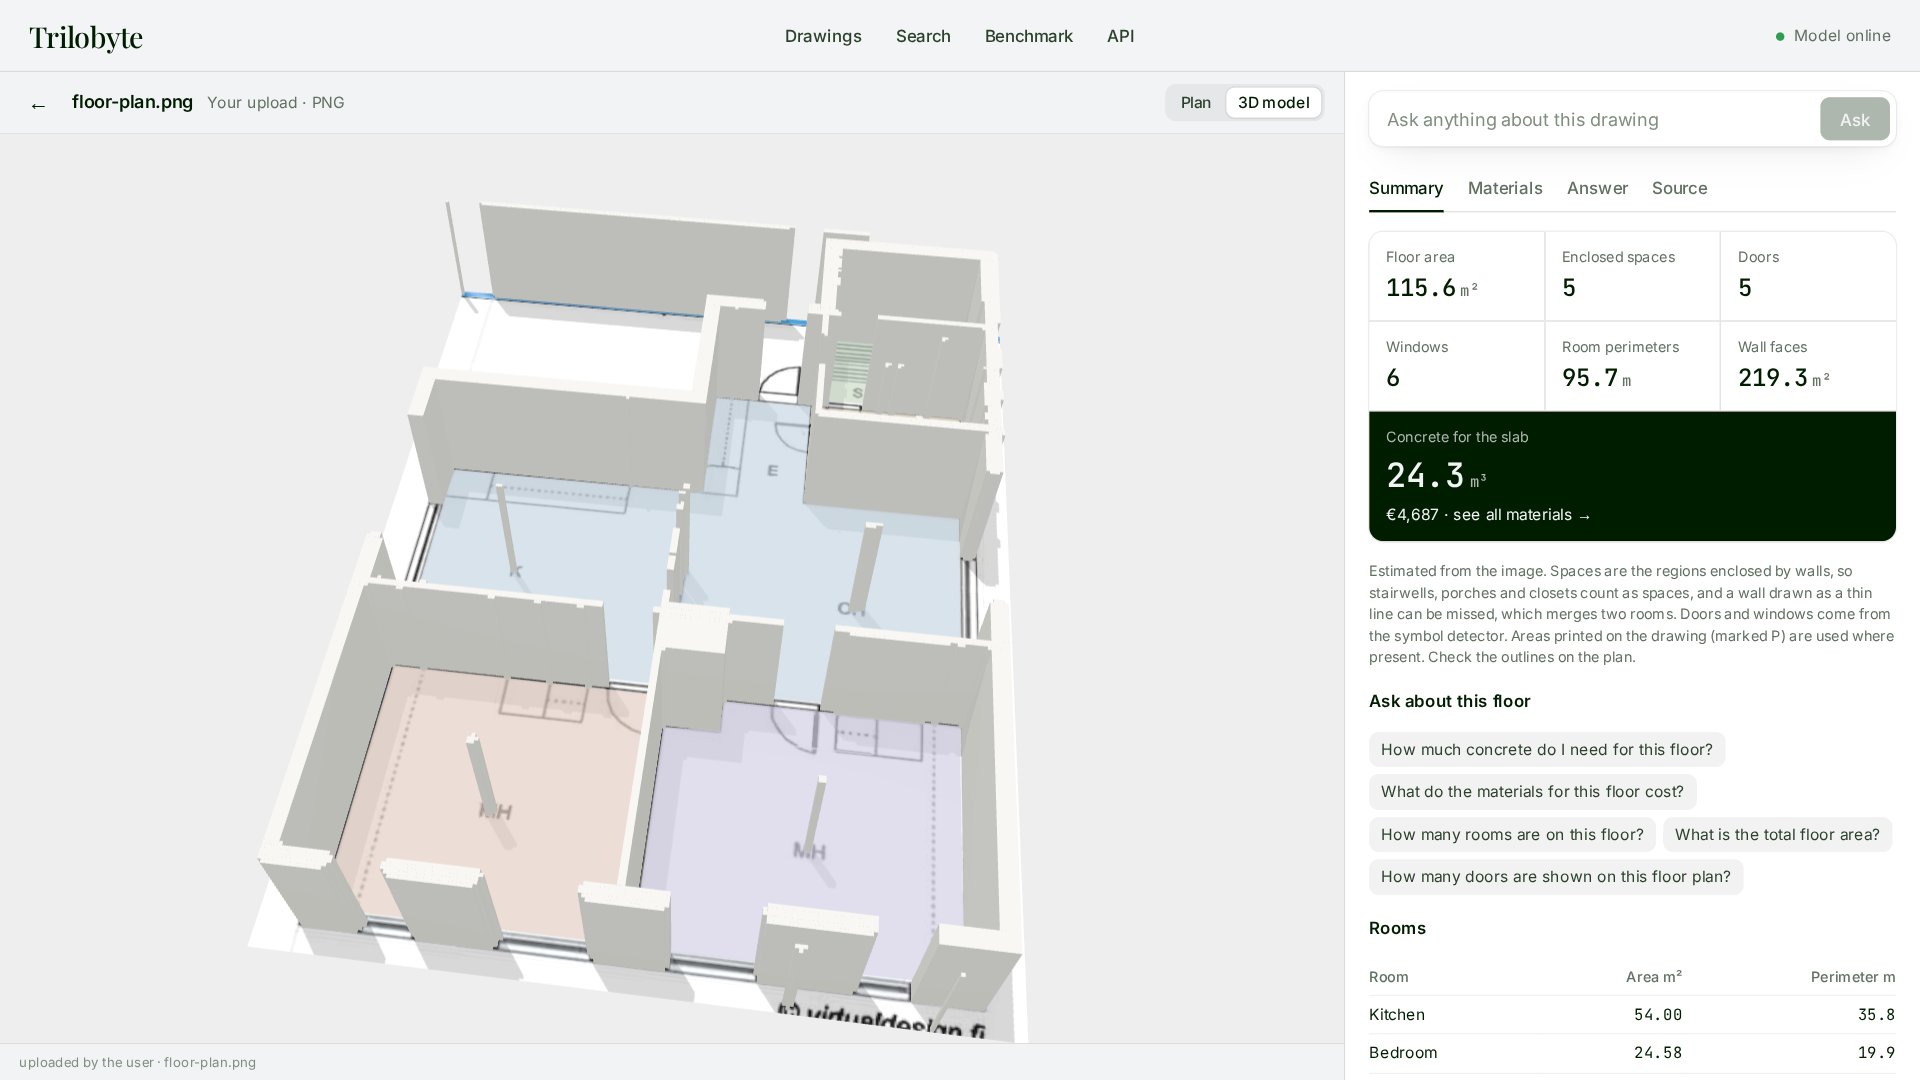 Trilobyte
Drawings Search Benchmark API
Model online
← floor-plan.png Your upload · PNG
Plan 3D model
E
S
K
OH
MH
MH
virtualdesign.fi
uploaded by the user · floor-plan.png
Ask anything about this drawing Ask
Summary Materials Answer Source
Floor area Enclosed spaces Doors
115.6 m² 5 5
Windows Room perimeters Wall faces
6 95.7 m 219.3 m²
Concrete for the slab
24.3 m³
€4,687 · see all materials →
Estimated from the image. Spaces are the regions enclosed by walls, so
stairwells, porches and closets count as spaces, and a wall drawn as a thin
line can be missed, which merges two rooms. Doors and windows come from
the symbol detector. Areas printed on the drawing (marked P) are used where
present. Check the outlines on the plan.
Ask about this floor
How much concrete do I need for this floor?
What do the materials for this floor cost?
How many rooms are on this floor? What is the total floor area?
How many doors are shown on this floor plan?
Rooms
Room Area m² Perimeter m
Kitchen 54.00 35.8
Bedroom 24.58 19.9